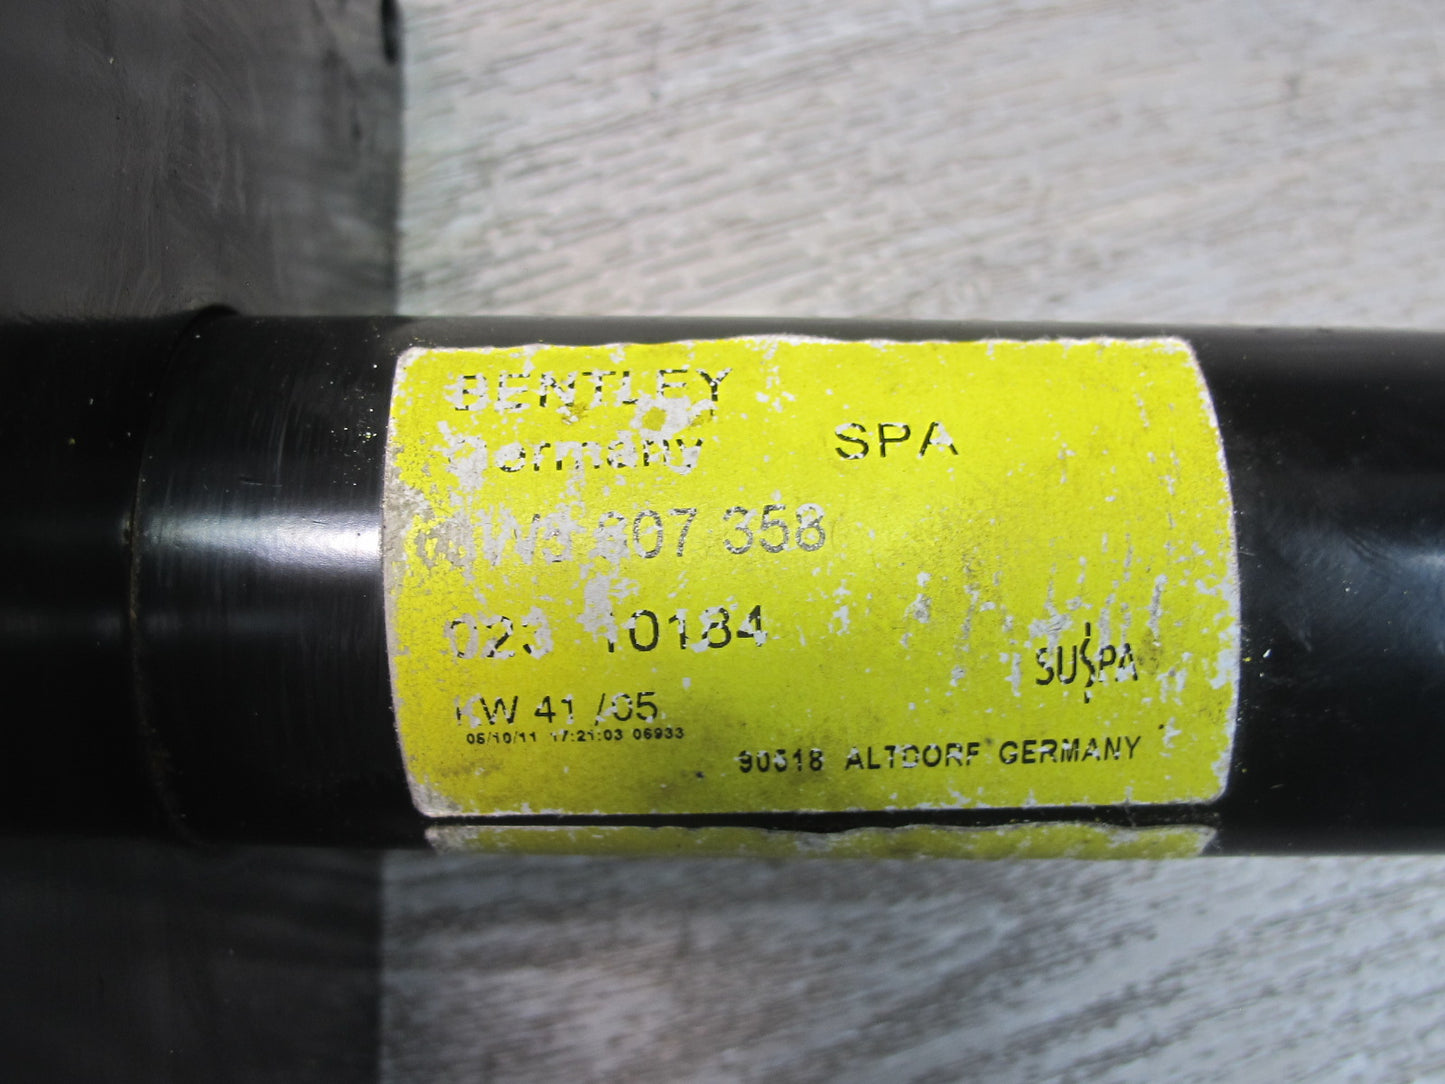 BENTLEY
Germany SPA
3W3 807 358
023 10184
SUSPA
KW 41 /05
05/10/11 17:21:03 06933
90518 ALTDORF GERMANY